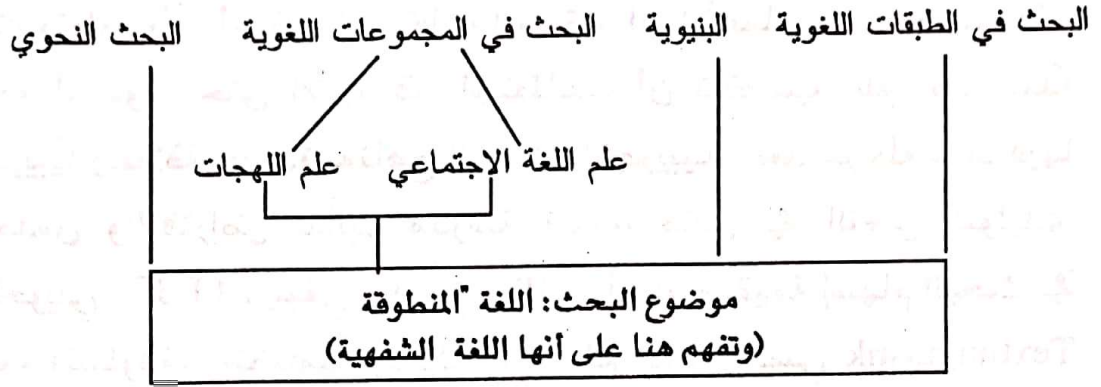 البحث في الطبقات اللغوية البنيوية البحث في المجموعات اللغوية البحث النحوي
علم اللغة الاجتماعي علم اللهجات
موضوع البحث: اللغة "المنطوقة
(وتفهم هنا على أنها اللغة الشفهية)